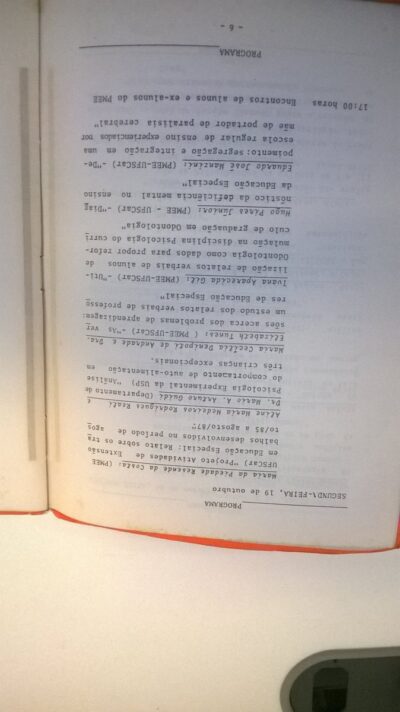 PROGRAMA
SEGUNDA-FEIRA, 19 de outubro
Maria da Piedade Resende da Costa: (PMEE
UFSCar) "Projeto Atividades de Extensão
em Educação Especial: Relato sobre os tra
balhos desenvolvidos no período de agos
to/85 a agosto/87"
Aline Maria Medeiros Rodrigues Reali e
Dr. Mario A. Arturo Guidi (Departamento de
Psicologia Experimental da USP) "Análise
do comportamento de auto-alimentação em
três crianças excepcionais.
Maria Cecília Danepoli de Andrade e Dra.
Elizabeth Tunes: ( PMEE-UFSCar) -"As ver
sões acerca dos problemas de aprendizagem:
um estudo dos relatos verbais de professo
res de Educação Especial"
Ivana Aparecida Gil: (PMEE-UFSCar) -"Uti-
lização de relatos verbais de alunos de
Odontologia como dados para propor refor-
mulação na disciplina Psicologia do currí
culo de graduação em Odontologia"
Hugo Pires Júnior: (PMEE - UFSCar) -"Diag
nóstico da deficiência mental no ensino
da Educação Especial"
Eduardo José Manzini: (PMEE-UFSCar) -"De-
poimento: segregação e integração em uma
escola regular de ensino experienciados por
mãe de portador de paralisia cerebral"
17:00 horas Encontros de alunos e ex-alunos do PMEE
PROGRAMA
- 6 -